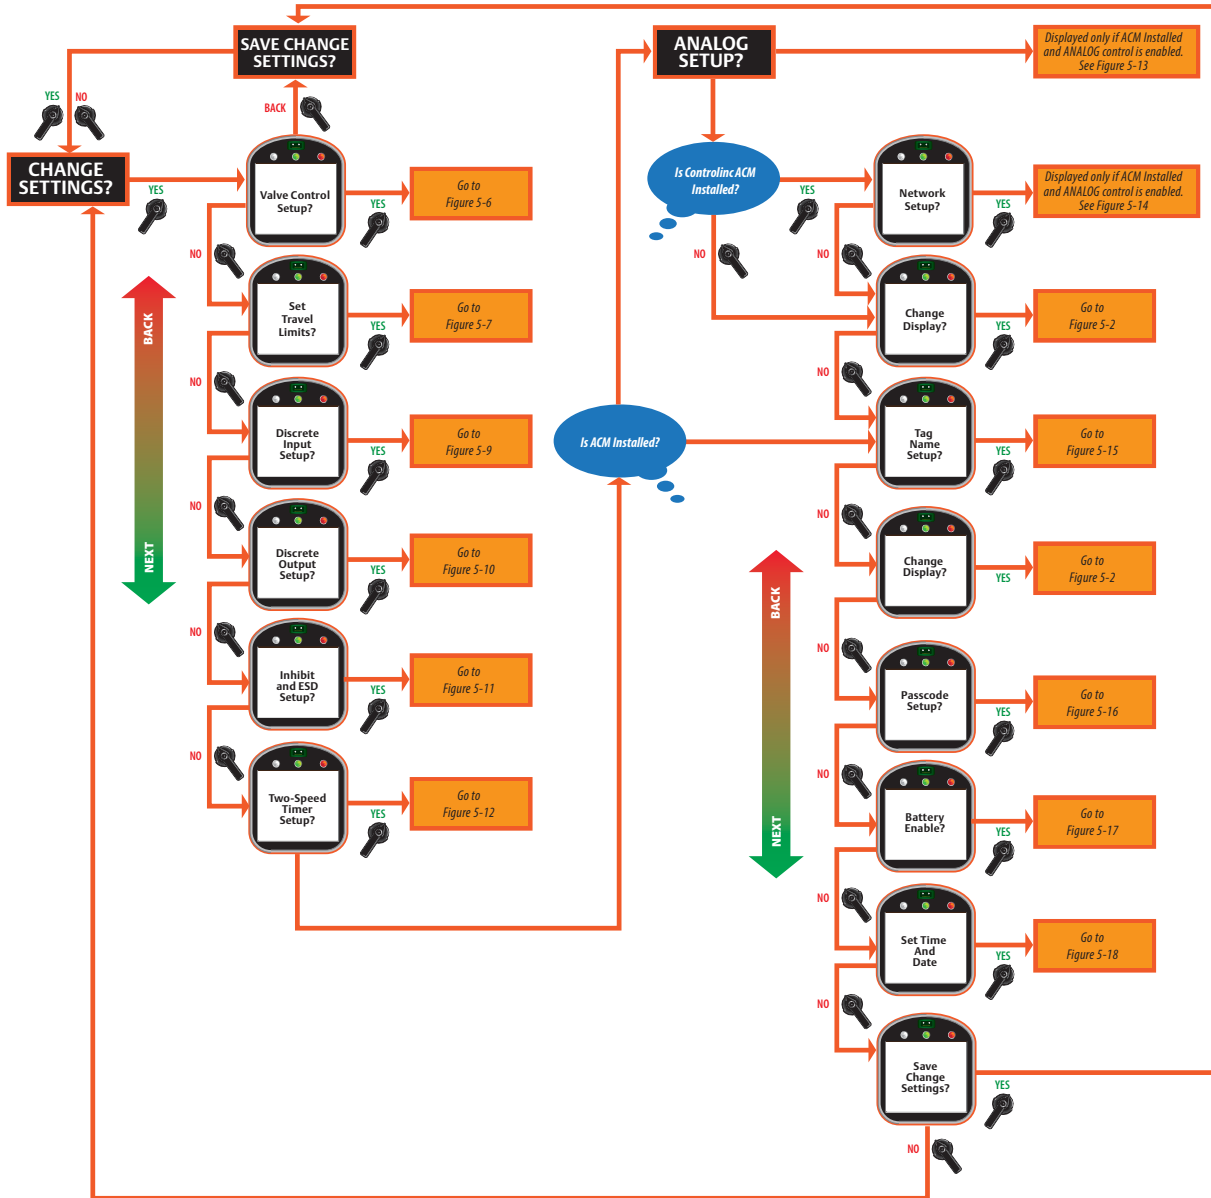 SAVE CHANGE
SETTINGS?
YES
NO
BACK
CHANGE
SETTINGS?
YES
Valve Control
Setup?
YES
Go to
Figure 5-6
NO
Set
Travel
Limits?
YES
Go to
Figure 5-7
NO
Discrete
Input
Setup?
YES
Go to
Figure 5-9
NO
Discrete
Output
Setup?
YES
Go to
Figure 5-10
NO
Inhibit
and ESD
Setup?
YES
Go to
Figure 5-11
NO
Two-Speed
Timer
Setup?
YES
Go to
Figure 5-12
BACK
NEXT
Is ACM Installed?
ANALOG
SETUP?
Displayed only if ACM Installed
and ANALOG control is enabled.
See Figure 5-13
Is Controlinc ACM
Installed?
YES
NO
Network
Setup?
YES
Displayed only if ACM Installed
and ANALOG control is enabled.
See Figure 5-14
NO
Change
Display?
YES
Go to
Figure 5-2
NO
Tag
Name
Setup?
YES
Go to
Figure 5-15
NO
Change
Display?
YES
Go to
Figure 5-2
NO
Passcode
Setup?
YES
Go to
Figure 5-16
NO
Battery
Enable?
YES
Go to
Figure 5-17
NO
Set Time
And
Date
YES
Go to
Figure 5-18
NO
Save
Change
Settings?
YES
NO
BACK
NEXT